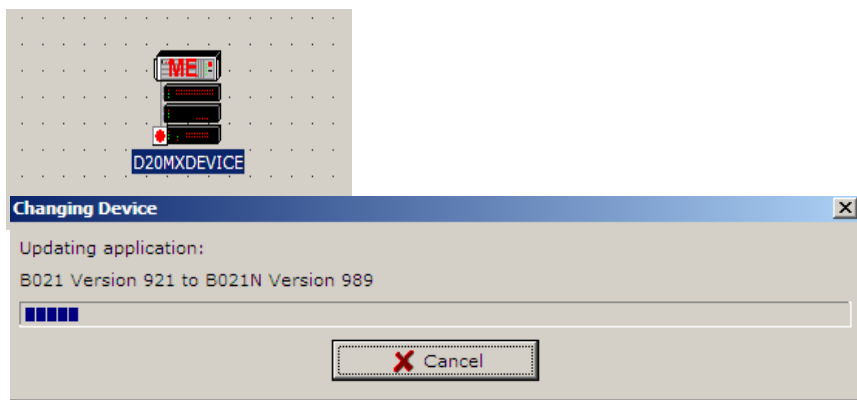 ME
D20MXDEVICE
Changing Device
Updating application:
B021 Version 921 to B021N Version 989
Cancel